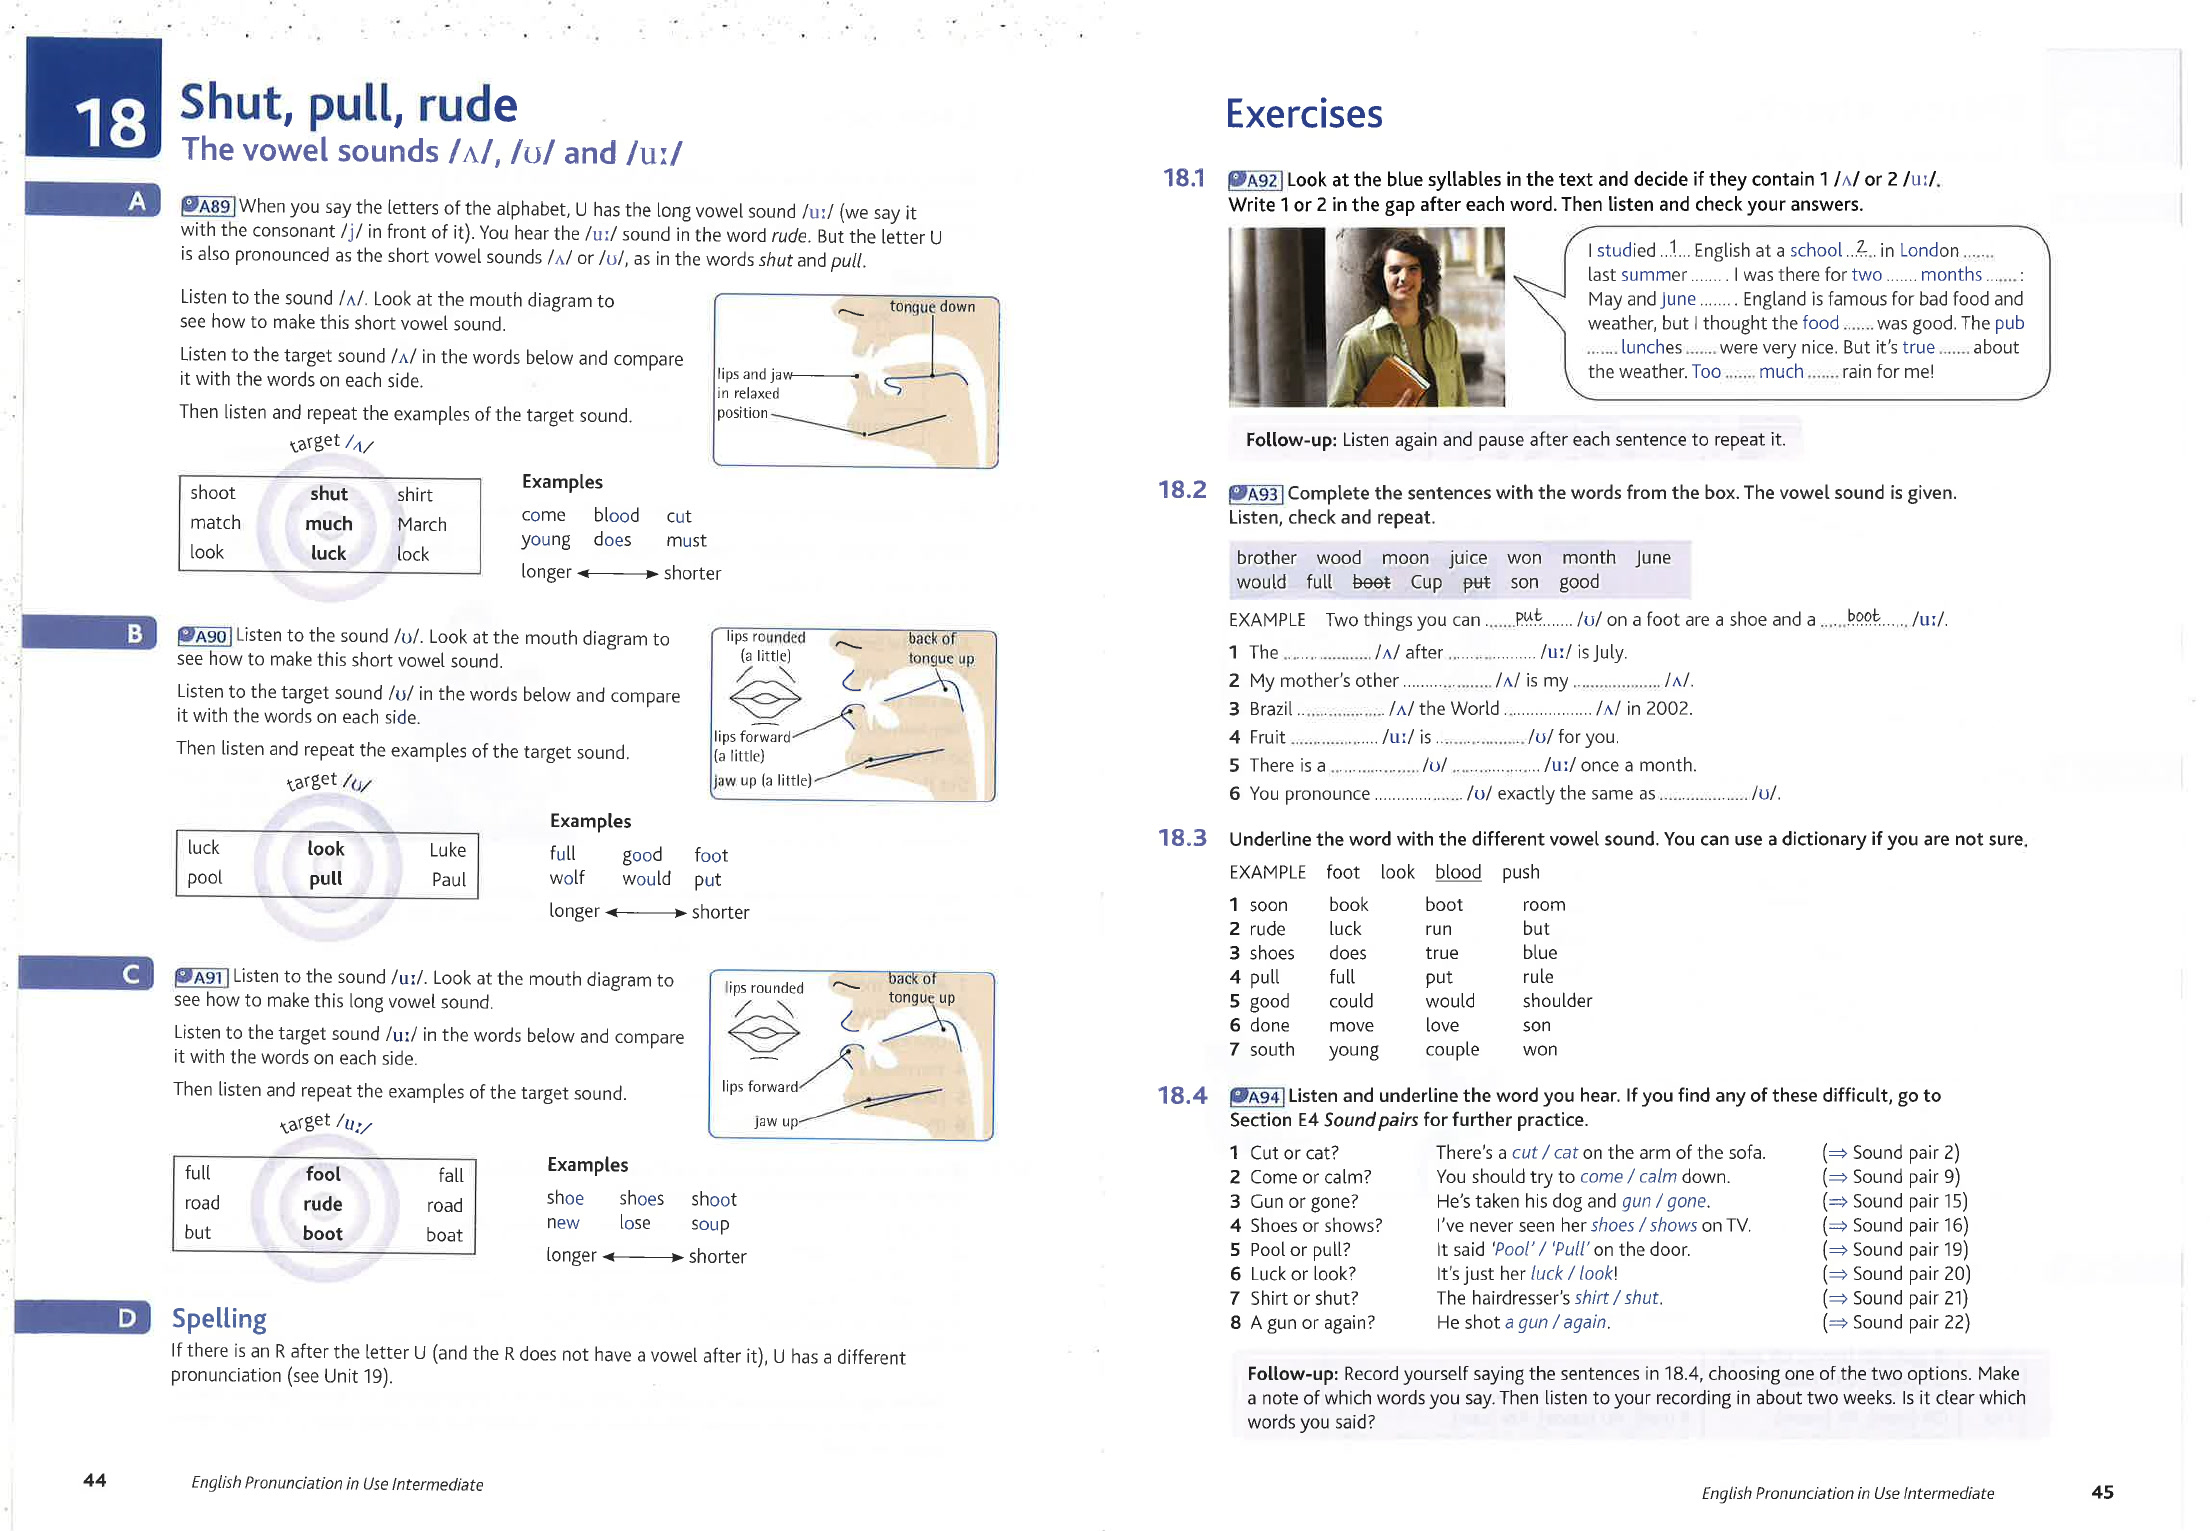 18
Shut, pull, rude
The vowel sounds /ʌ/, /ʊ/ and /uː/
A
A89 When you say the letters of the alphabet, U has the long vowel sound /uː/ (we say it
with the consonant /j/ in front of it). You hear the /uː/ sound in the word rude. But the letter U
is also pronounced as the short vowel sounds /ʌ/ or /ʊ/, as in the words shut and pull.
Listen to the sound /ʌ/. Look at the mouth diagram to
see how to make this short vowel sound.
Listen to the target sound /ʌ/ in the words below and compare
it with the words on each side.
Then listen and repeat the examples of the target sound.
tongue down
lips and jaw
in relaxed
position
target /ʌ/
shoot shut shirt
match much March
look luck lock
Examples
come blood cut
young does must
longer shorter
B
A90 Listen to the sound /ʊ/. Look at the mouth diagram to
see how to make this short vowel sound.
Listen to the target sound /ʊ/ in the words below and compare
it with the words on each side.
Then listen and repeat the examples of the target sound.
lips rounded
(a little)
back of
tongue up
lips forward
(a little)
jaw up (a little)
target /ʊ/
luck look Luke
pool pull Paul
Examples
full good foot
wolf would put
longer shorter
C
A91 Listen to the sound /uː/. Look at the mouth diagram to
see how to make this long vowel sound.
Listen to the target sound /uː/ in the words below and compare
it with the words on each side.
Then listen and repeat the examples of the target sound.
lips rounded
back of
tongue up
lips forward
jaw up
target /uː/
full fool fall
road rude road
but boot boat
Examples
shoe shoes shoot
new lose soup
longer shorter
D
Spelling
If there is an R after the letter U (and the R does not have a vowel after it), U has a different
pronunciation (see Unit 19).
44 English Pronunciation in Use Intermediate
Exercises
18.1 A92 Look at the blue syllables in the text and decide if they contain 1 /ʌ/ or 2 /uː/.
Write 1 or 2 in the gap after each word. Then listen and check your answers.
I studied ...1... English at a school ...2... in London .......
last summer ....... . I was there for two ....... months ....... :
May and june ....... . England is famous for bad food and
weather, but I thought the food ....... was good. The pub
....... lunches ....... were very nice. But it's true ....... about
the weather. Too ....... much ....... rain for me!
Follow-up: Listen again and pause after each sentence to repeat it.
18.2 A93 Complete the sentences with the words from the box. The vowel sound is given.
Listen, check and repeat.
brother wood moon juice won month June
would full boot Cup put son good
EXAMPLE Two things you can ......put...... /ʊ/ on a foot are a shoe and a ......boot...... /uː/.
1 The .................... /ʌ/ after .................... /uː/ is July.
2 My mother's other .................... /ʌ/ is my .................... /ʌ/.
3 Brazil .................... /ʌ/ the World .................... /ʌ/ in 2002.
4 Fruit .................... /uː/ is .................... /ʊ/ for you.
5 There is a .................... /ʊ/ .................... /uː/ once a month.
6 You pronounce .................... /ʊ/ exactly the same as .................... /ʊ/.
18.3 Underline the word with the different vowel sound. You can use a dictionary if you are not sure.
EXAMPLE foot look blood push
1 soon book boot room
2 rude luck run but
3 shoes does true blue
4 pull full put rule
5 good could would shoulder
6 done move love son
7 south young couple won
18.4 A94 Listen and underline the word you hear. If you find any of these difficult, go to
Section E4 Sound pairs for further practice.
1 Cut or cat? There's a cut / cat on the arm of the sofa. (⇒ Sound pair 2)
2 Come or calm? You should try to come / calm down. (⇒ Sound pair 9)
3 Gun or gone? He's taken his dog and gun / gone. (⇒ Sound pair 15)
4 Shoes or shows? I've never seen her shoes / shows on TV. (⇒ Sound pair 16)
5 Pool or pull? It said 'Pool' / 'Pull' on the door. (⇒ Sound pair 19)
6 Luck or look? It's just her luck / look! (⇒ Sound pair 20)
7 Shirt or shut? The hairdresser's shirt / shut. (⇒ Sound pair 21)
8 A gun or again? He shot a gun / again. (⇒ Sound pair 22)
Follow-up: Record yourself saying the sentences in 18.4, choosing one of the two options. Make
a note of which words you say. Then listen to your recording in about two weeks. Is it clear which
words you said?
English Pronunciation in Use Intermediate 45